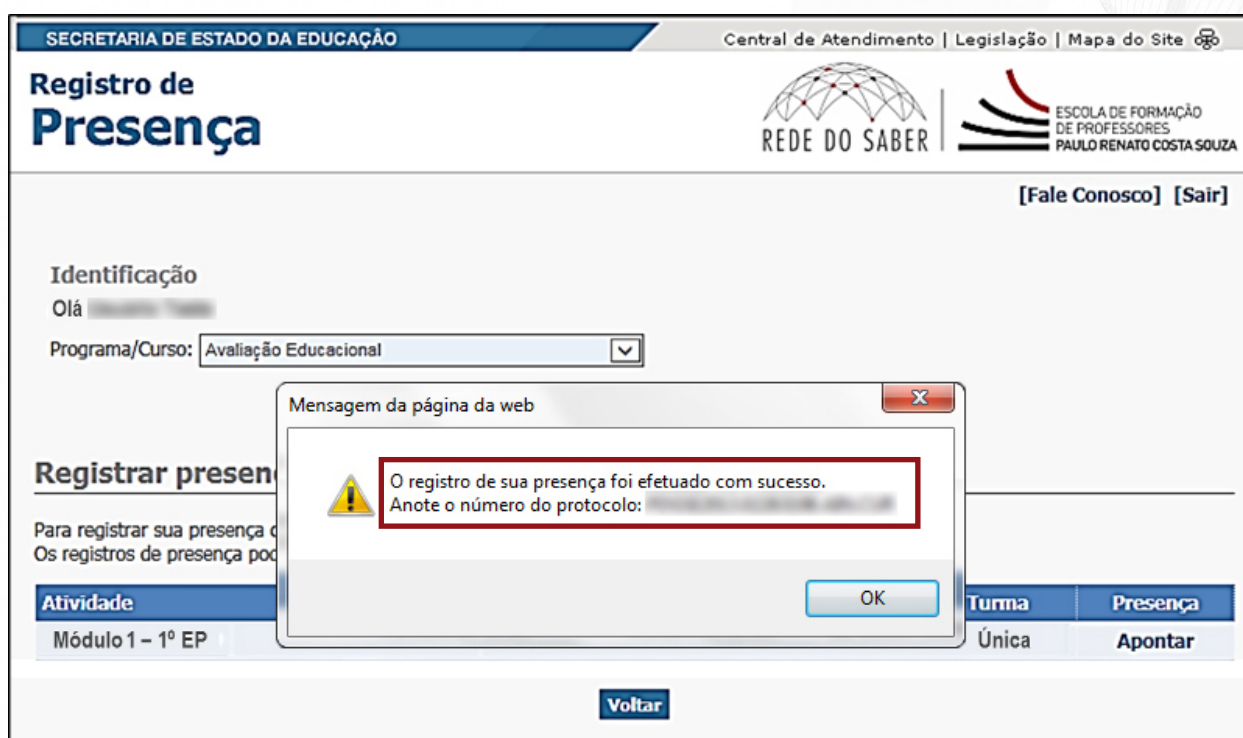 SECRETARIA DE ESTADO DA EDUCAÇÂO
Central de Atendimento | Legislação | Mapa do Site
Registro de
Presença
REDE DO SABER
ESCOLA DE FORMAÇÃO
DE PROFESSORES
PAULO RENATO COSTA SOUZA
[Fale Conosco] [Sair]
Identificação
Olá
Programa/Curso: Avaliação Educacional
Mensagem da página da web
Registrar presen
O registro de sua presença foi efetuado com sucesso.
Anote o número do protocolo:
Para registrar sua presença
Os registros de presença
OK
Atividade Turma Presença
Módulo 1 – 1º EP Única Apontar
Voltar